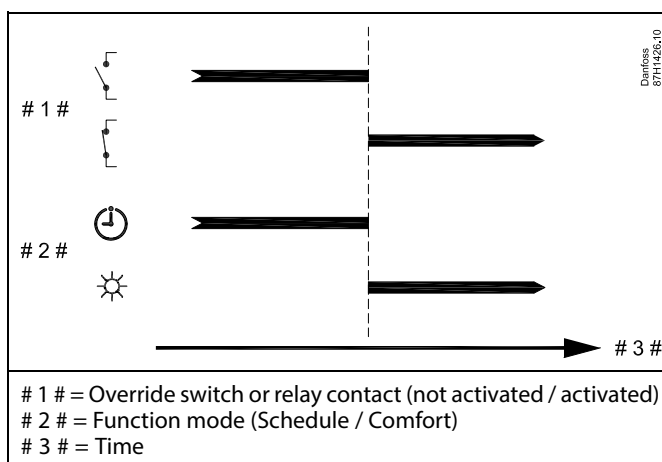 Danfoss
87H1426.10
# 1 #
# 2 #
# 3 #
# 1 # = Override switch or relay contact (not activated / activated)
# 2 # = Function mode (Schedule / Comfort)
# 3 # = Time